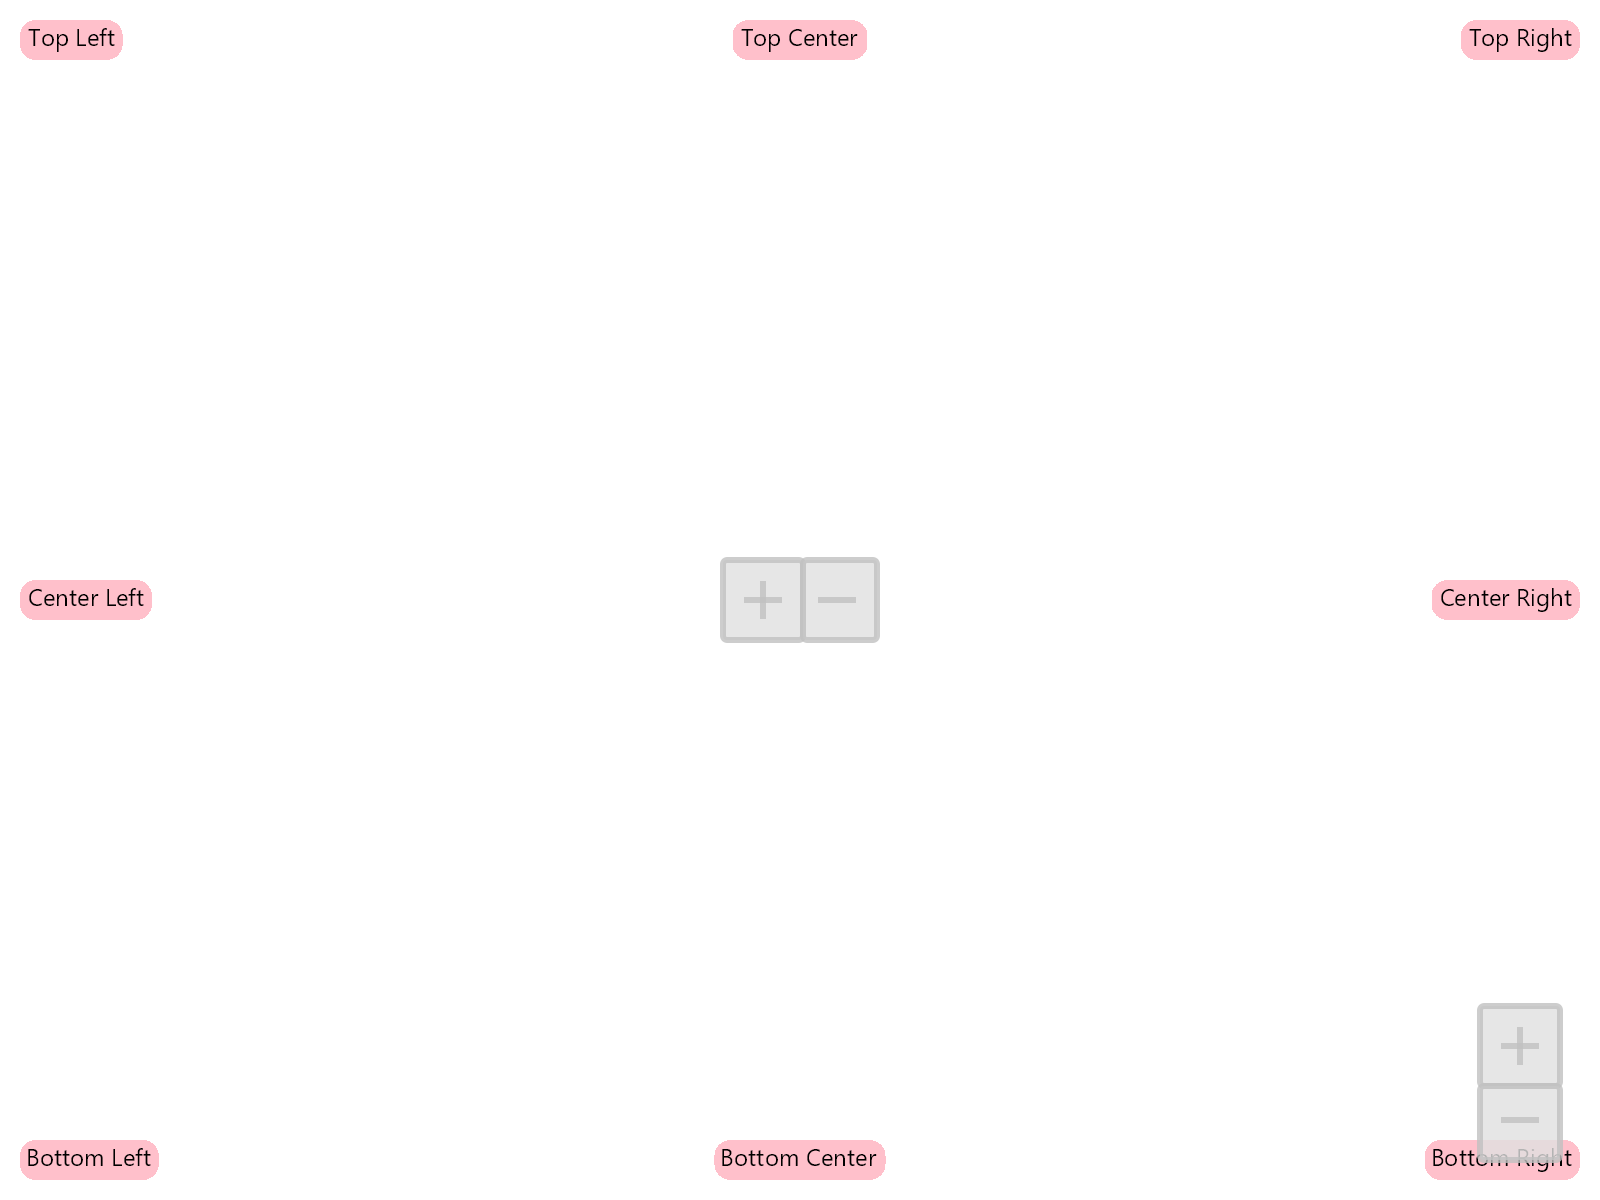 Top Left
Top Center
Top Right
Center Left
+ −
Center Right
+
−
Bottom Left
Bottom Center
Bottom Right